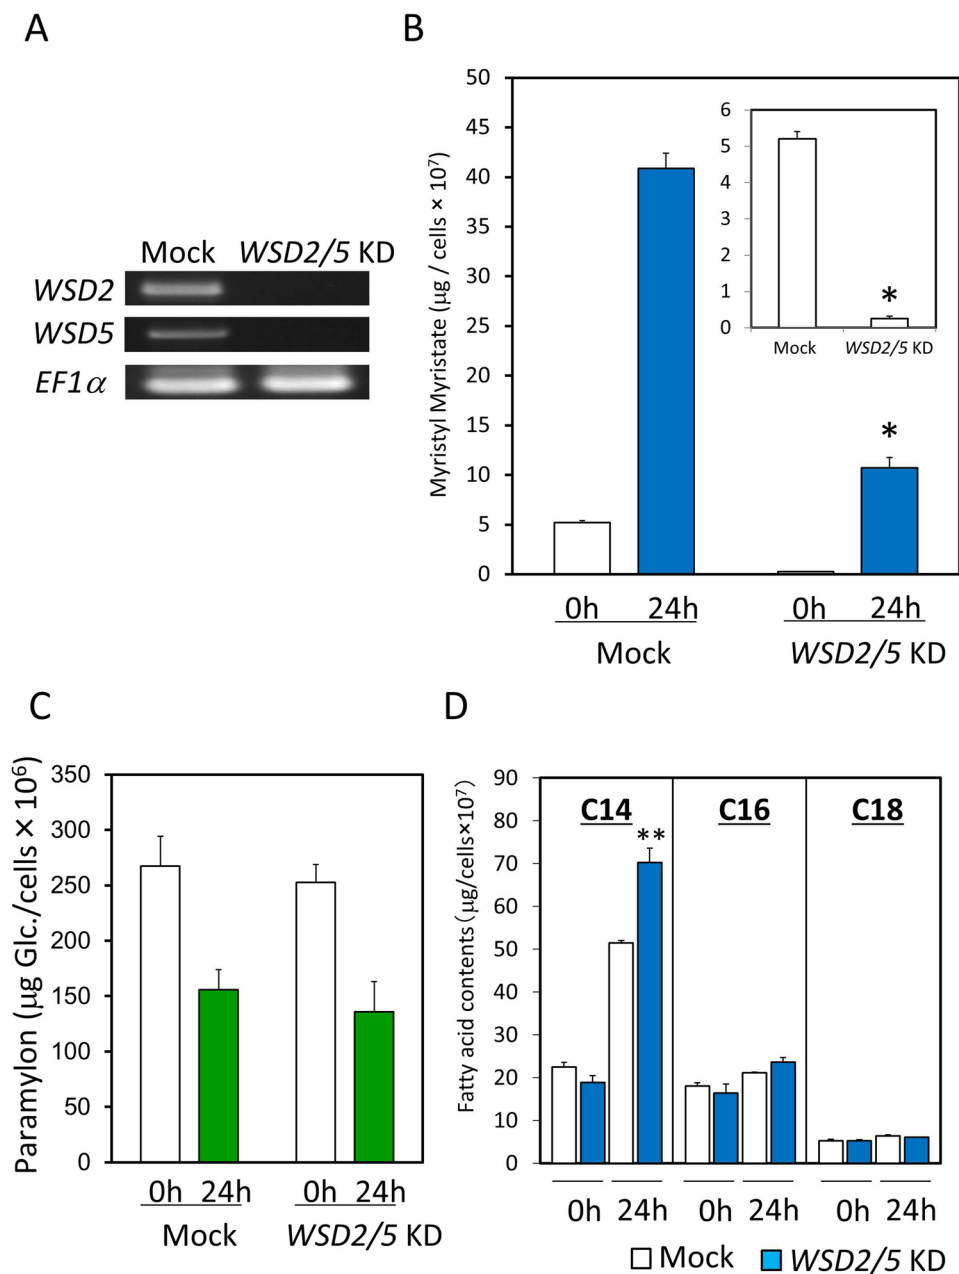 A
Mock WSD2/5 KD
WSD2
WSD5
EF1α
B
Myristyl Myristate (μg / cells × 10⁷)
50
45
40
35
30
25
20
15
10
5
0
6
5
4
3
2
1
0
*
Mock WSD2/5 KD
*
0h 24h 0h 24h
Mock WSD2/5 KD
C
Paramylon (μg Glc./cells × 10⁶)
350
300
250
200
150
100
50
0
0h 24h 0h 24h
Mock WSD2/5 KD
D
Fatty acid contents (μg/cells×10⁷)
90
80
70
60
50
40
30
20
10
0
C14 C16 C18
**
0h 24h 0h 24h 0h 24h
Mock WSD2/5 KD